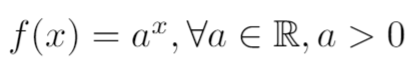 f(x) = a^x, ∀a ∈ ℝ, a > 0